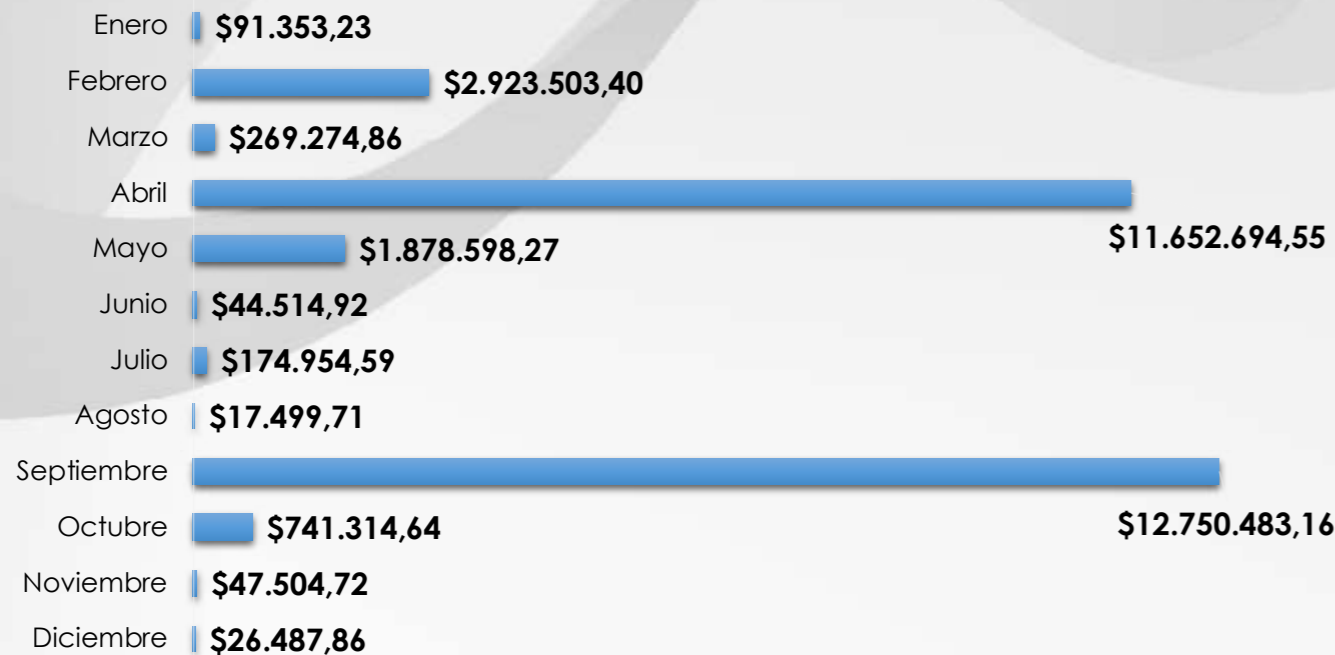 Enero $91.353,23
Febrero $2.923.503,40
Marzo $269.274,86
Abril
$11.652.694,55
Mayo $1.878.598,27
Junio $44.514,92
Julio $174.954,59
Agosto $17.499,71
Septiembre
$12.750.483,16
Octubre $741.314,64
Noviembre $47.504,72
Diciembre $26.487,86